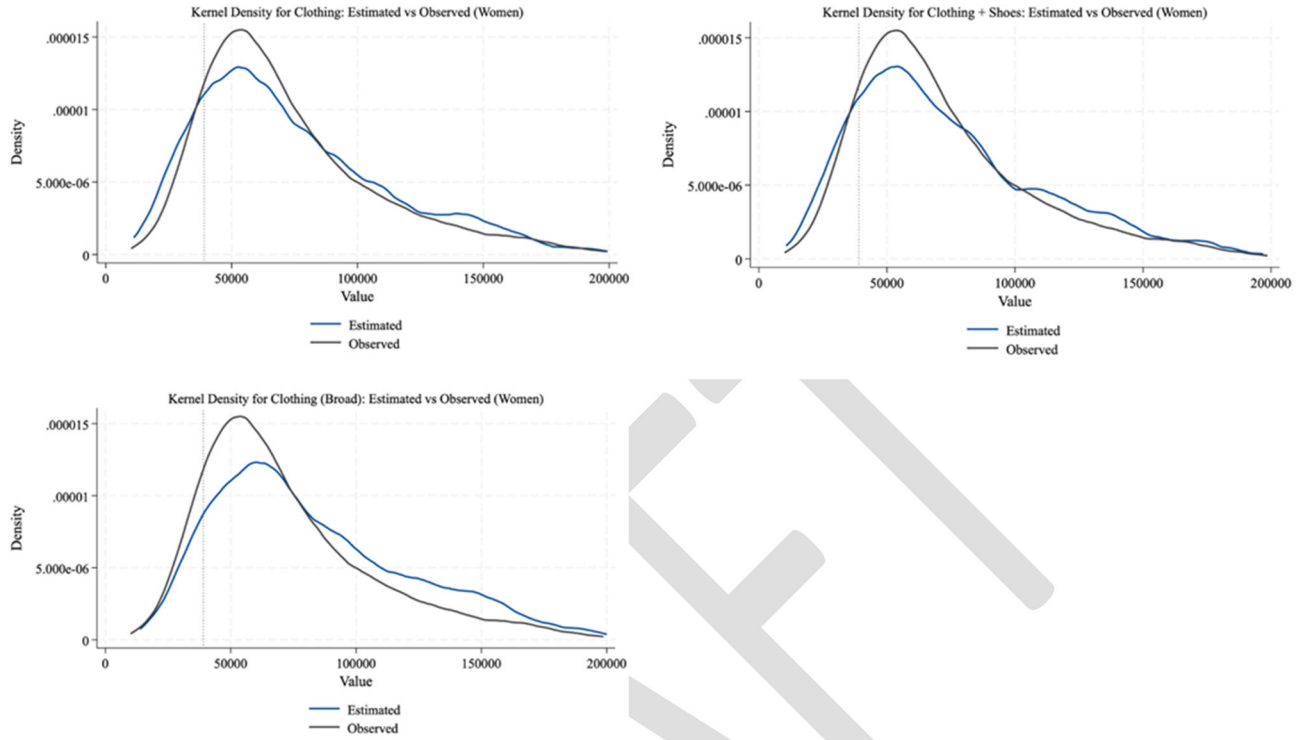 Kernel Density for Clothing: Estimated vs Observed (Women)
.000015
.00001
5.000e-06
0
Density
0 50000 100000 150000 200000
Value
Estimated
Observed
Kernel Density for Clothing + Shoes: Estimated vs Observed (Women)
.000015
.00001
5.000e-06
0
Density
0 50000 100000 150000 200000
Value
Estimated
Observed
Kernel Density for Clothing (Broad): Estimated vs Observed (Women)
.000015
.00001
5.000e-06
0
Density
0 50000 100000 150000 200000
Value
Estimated
Observed